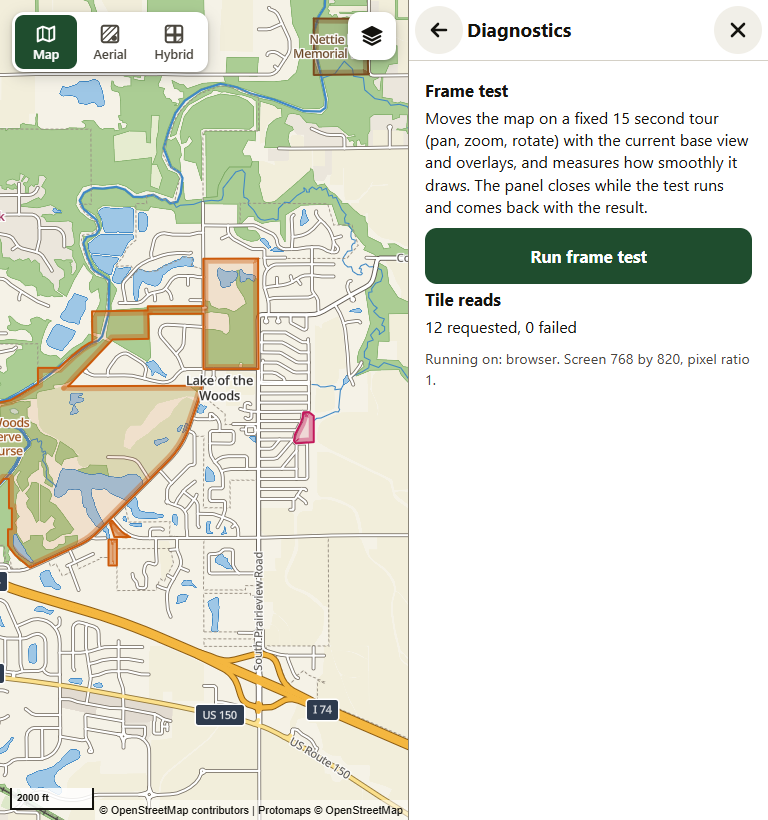 Map
Aerial
Hybrid
Nettie
Memorial
Lake of the
Woods
Woods
erve
urse
South Prairieview Road
US 150
I 74
US Route 150
2000 ft
© OpenStreetMap contributors | Protomaps © OpenStreetMap
Diagnostics
Frame test
Moves the map on a fixed 15 second tour
(pan, zoom, rotate) with the current base view
and overlays, and measures how smoothly it
draws. The panel closes while the test runs
and comes back with the result.
Run frame test
Tile reads
12 requested, 0 failed
Running on: browser. Screen 768 by 820, pixel ratio
1.